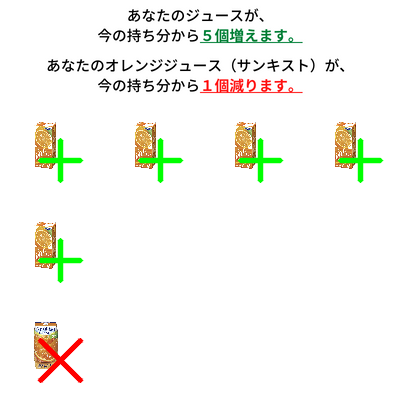 あなたのジュースが、
今の持ち分から５個増えます。
あなたのオレンジジュース（サンキスト）が、
今の持ち分から１個減ります。